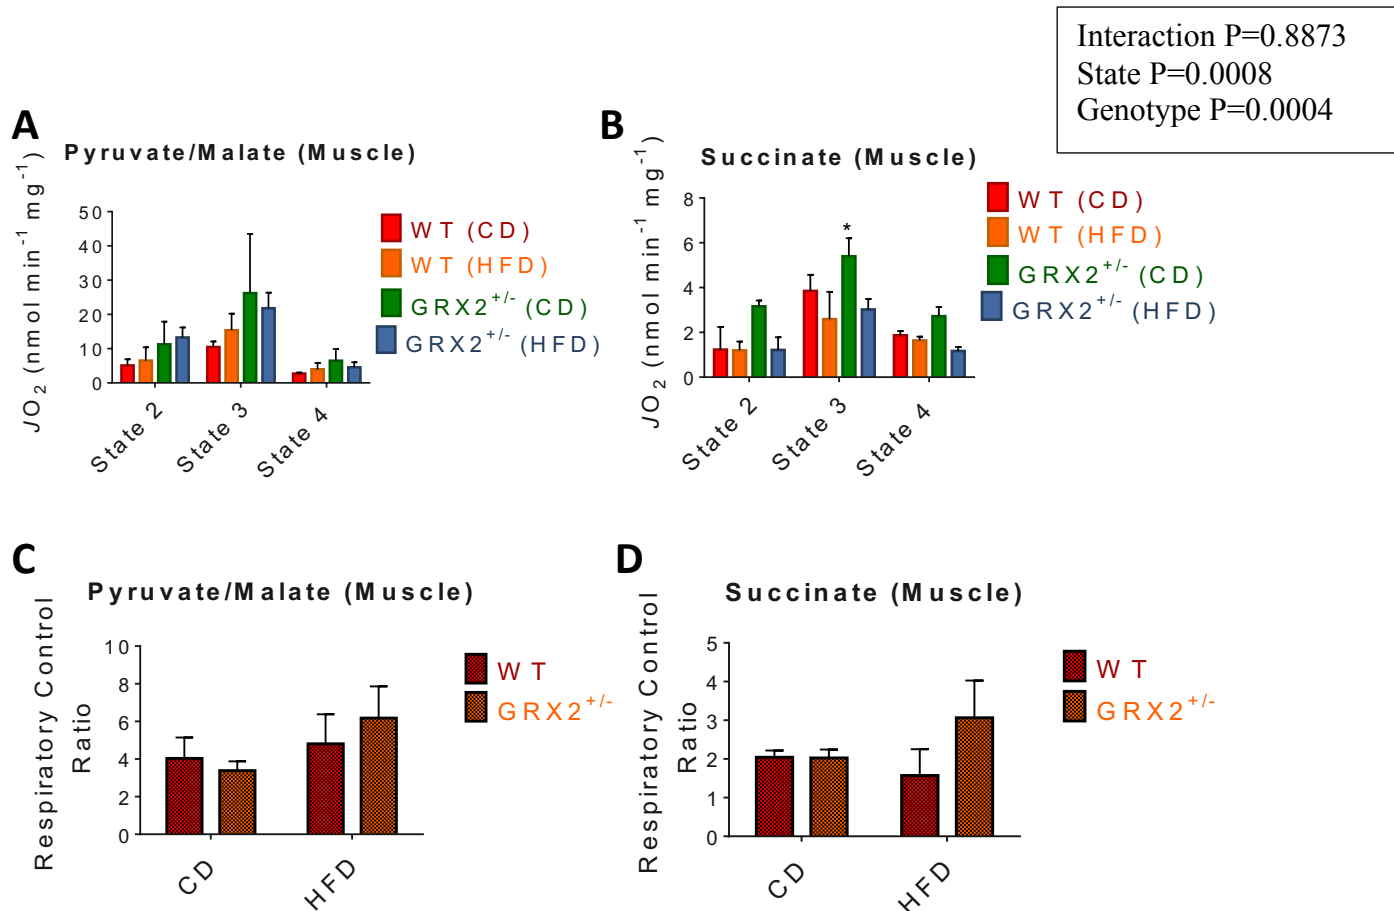 Interaction P=0.8873
State P=0.0008
Genotype P=0.0004
A
Pyruvate/Malate (Muscle)
JO2 (nmol min-1 mg-1)
50
40
30
20
10
0
State 2
State 3
State 4
WT (CD)
WT (HFD)
GRX2+/- (CD)
GRX2+/- (HFD)
B
Succinate (Muscle)
JO2 (nmol min-1 mg-1)
8
6
4
2
0
*
State 2
State 3
State 4
WT (CD)
WT (HFD)
GRX2+/- (CD)
GRX2+/- (HFD)
C
Pyruvate/Malate (Muscle)
Respiratory Control
Ratio
10
8
6
4
2
0
CD
HFD
WT
GRX2+/-
D
Succinate (Muscle)
Respiratory Control
Ratio
5
4
3
2
1
0
CD
HFD
WT
GRX2+/-